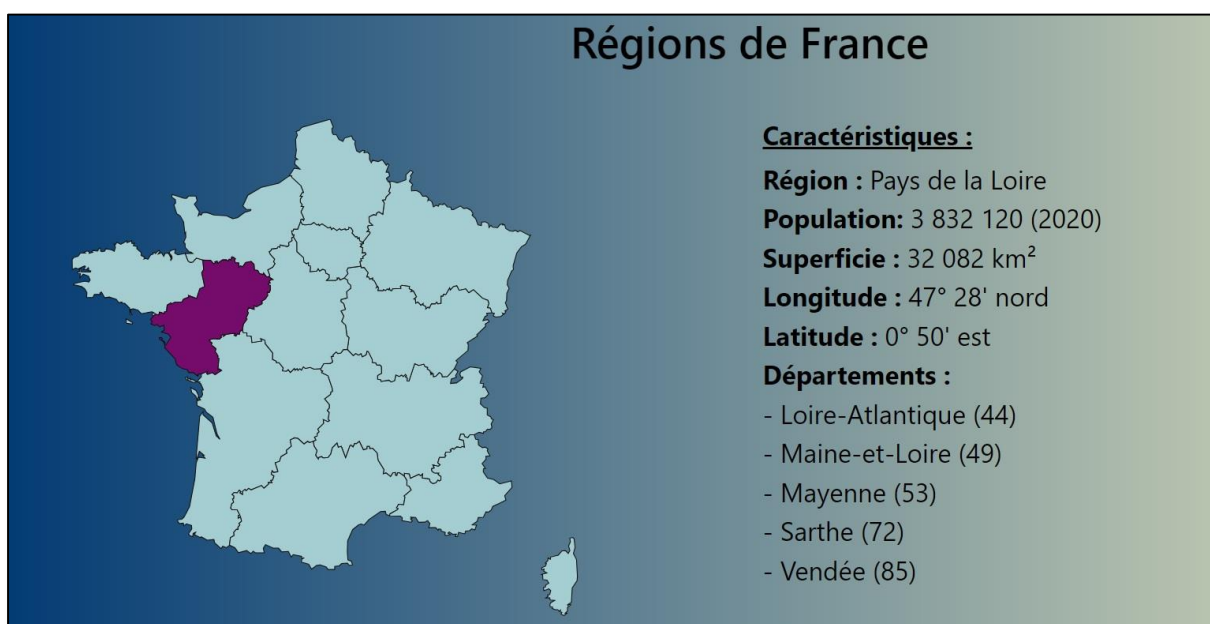 Régions de France
Caractéristiques :
Région : Pays de la Loire
Population: 3 832 120 (2020)
Superficie : 32 082 km²
Longitude : 47° 28' nord
Latitude : 0° 50' est
Départements :
- Loire-Atlantique (44)
- Maine-et-Loire (49)
- Mayenne (53)
- Sarthe (72)
- Vendée (85)